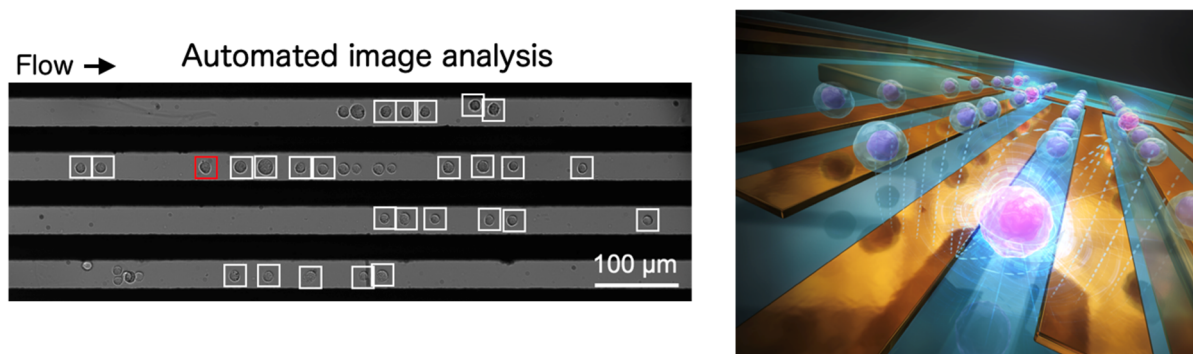 Automated image analysis
Flow →
100 µm